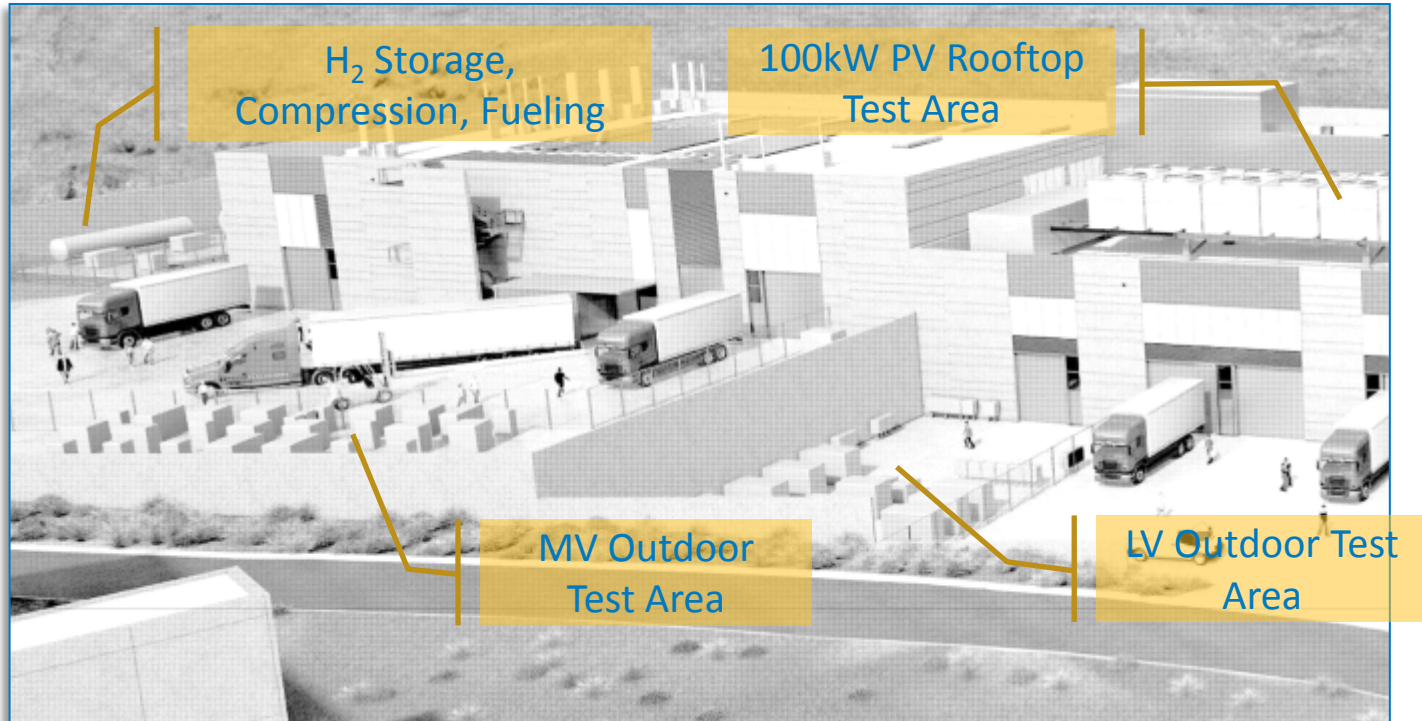 H₂ Storage,
Compression, Fueling
100kW PV Rooftop
Test Area
MV Outdoor
Test Area
LV Outdoor Test
Area